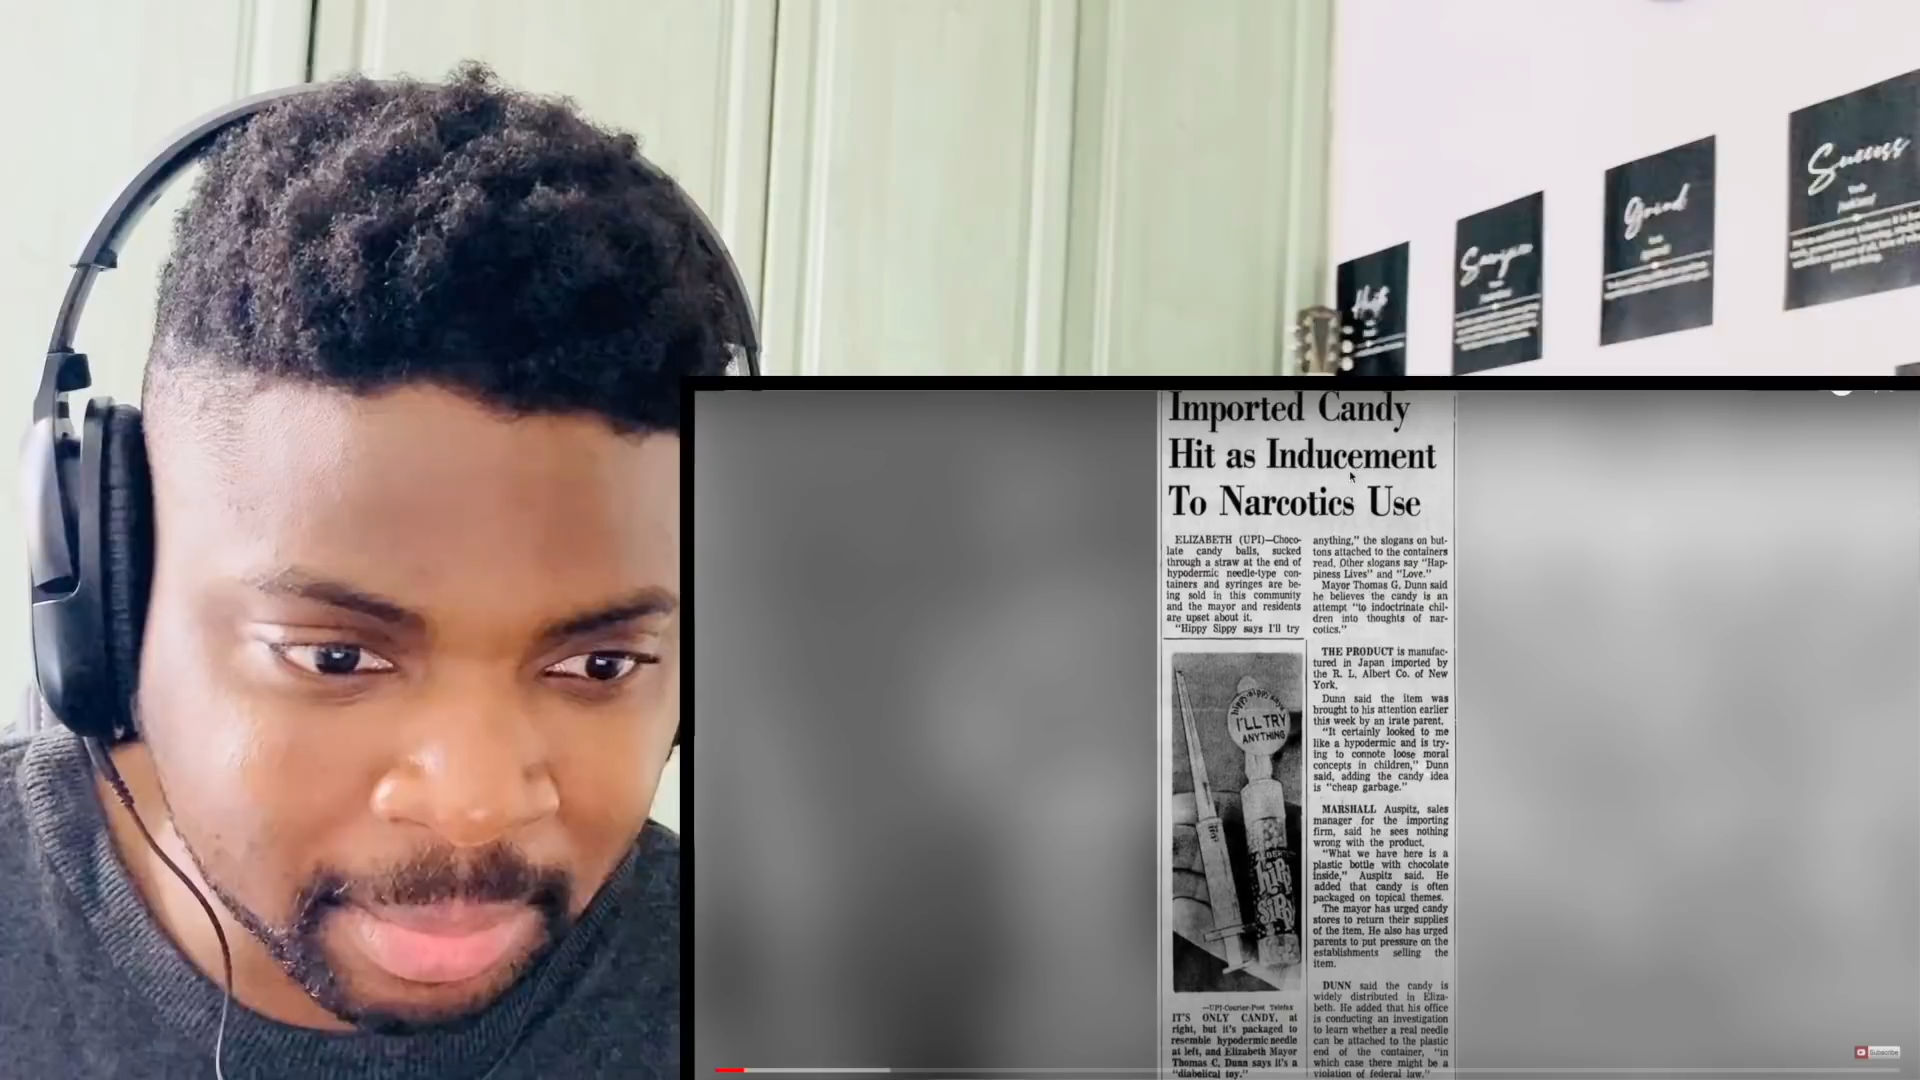 Success
Grind
Hit
Imported Candy
Hit as Inducement
To Narcotics Use
ELIZABETH (UPI)—Choco-
late candy balls, sucked
through a straw at the end of
hypodermic needle-type con-
tainers and syringes are be-
ing sold in this community
and the mayor and residents
are upset about it.
"Hippy Sippy says I'll try
anything," the slogans on but-
tons attached to the containers
read. Other slogans say "Hap-
piness Lives" and "Love."
Mayor Thomas G. Dunn said
he believes the candy is an
attempt "to indoctrinate chil-
dren into thoughts of nar-
cotics."
THE PRODUCT is manufac-
tured in Japan imported by
the R. L. Albert Co. of New
York.
Dunn said the item was
brought to his attention earlier
this week by an irate parent.
"It certainly looked to me
like a hypodermic and is try-
ing to connote loose moral
concepts in children," Dunn
said, adding the candy idea
is "cheap garbage."
MARSHALL Auspitz, sales
manager for the importing
firm, said he sees nothing
wrong with the product.
"What we have here is a
plastic bottle with chocolate
inside," Auspitz said. He
added that candy is often
packaged on topical themes.
The mayor has urged candy
stores to return their supplies
of the item. He also has urged
parents to put pressure on the
establishments selling the
item.
DUNN said the candy is
widely distributed in Eliza-
beth. He added that his office
is conducting an investigation
to learn whether a real needle
can be attached to the plastic
end of the container, "in
which case there might be a
violation of federal law."
hippy sippy says
I'LL TRY
ANYTHING
HIPPY
SIPPY
—UPI-Courier-Post Telefax
IT'S ONLY CANDY, at
right, but it's packaged to
resemble hypodermic needle
at left, and Elizabeth Mayor
Thomas C. Dunn says it's a
"diabolical toy."
Subscribe